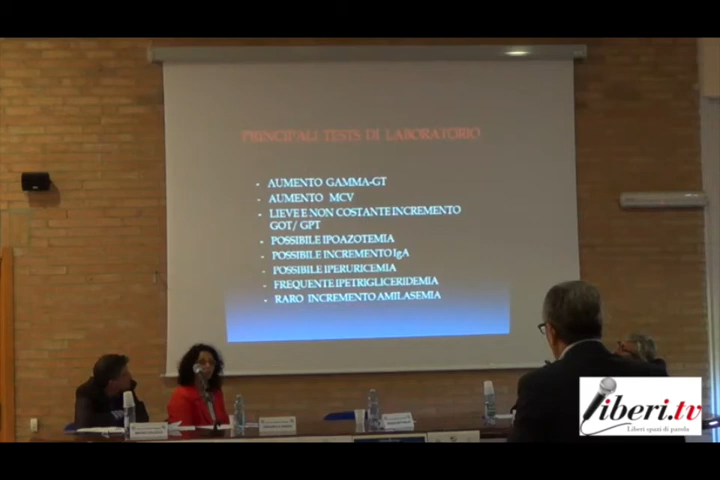 PRINCIPALI TESTS DI LABORATORIO
- AUMENTO GAMMA-GT
- AUMENTO MCV
- LIEVE E NON COSTANTE INCREMENTO
GOT/ GPT
- POSSIBILE IPOAZOTEMIA
- POSSIBILE INCREMENTO IgA
- POSSIBILE IPERURICEMIA
- FREQUENTE IPETRIGLICERIDEMIA
- RARO INCREMENTO AMILASEMIA
liberi.tv
Liberi spazi di parola